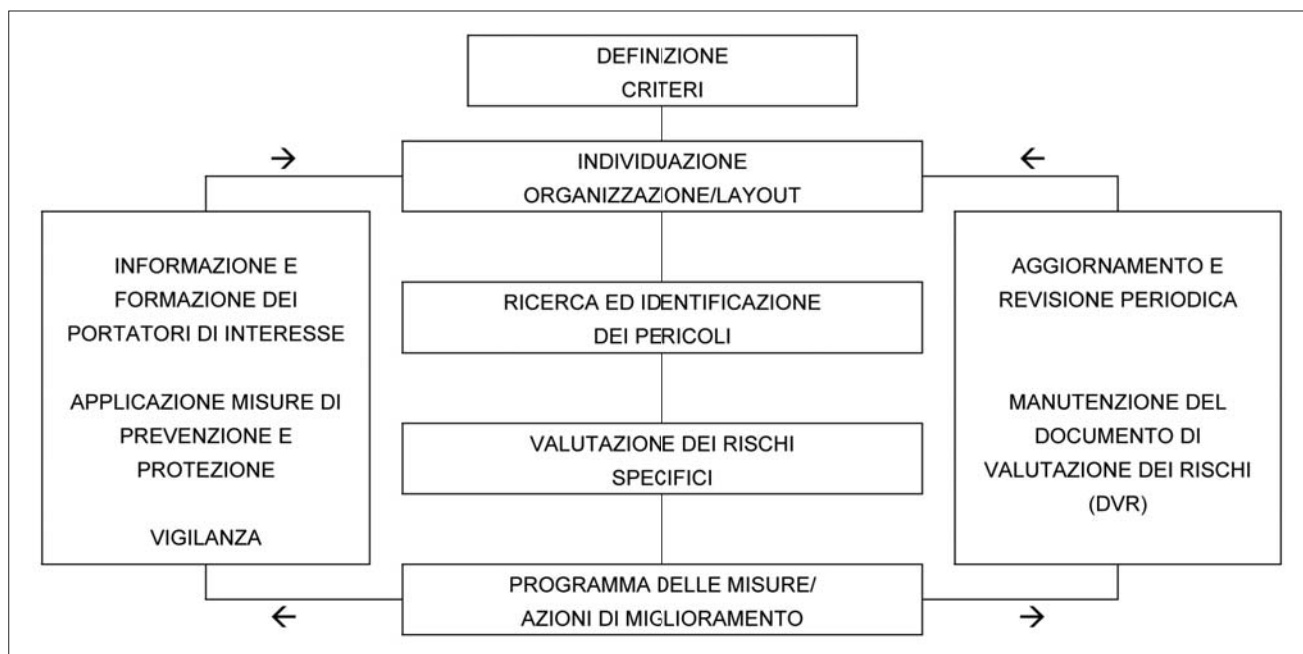 DEFINIZIONE
CRITERI
→
←
INDIVIDUAZIONE
ORGANIZZAZIONE/LAYOUT
INFORMAZIONE E
FORMAZIONE DEI
PORTATORI DI INTERESSE
APPLICAZIONE MISURE DI
PREVENZIONE E
PROTEZIONE
VIGILANZA
RICERCA ED IDENTIFICAZIONE
DEI PERICOLI
VALUTAZIONE DEI RISCHI
SPECIFICI
PROGRAMMA DELLE MISURE/
AZIONI DI MIGLIORAMENTO
AGGIORNAMENTO E
REVISIONE PERIODICA
MANUTENZIONE DEL
DOCUMENTO DI
VALUTAZIONE DEI RISCHI
(DVR)
←
→